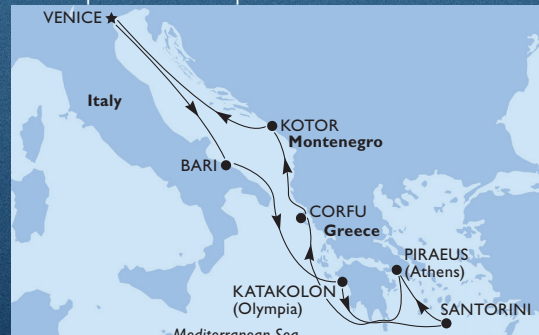 VENICE
Italy
KOTOR
Montenegro
BARI
CORFU
Greece
PIRAEUS
(Athens)
KATAKOLON
(Olympia)
SANTORINI
Mediterranean Sea